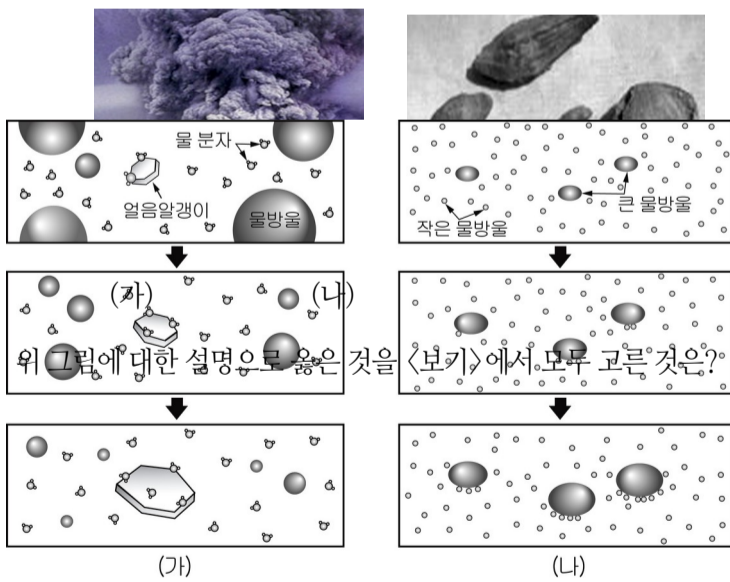 물 분자
얼음알갱이
물방울
작은 물방울
큰 물방울
(가) (나)
위 그림에 대한 설명으로 옳은 것을 <보기>에서 모두 고른 것은?
(가)
(나)